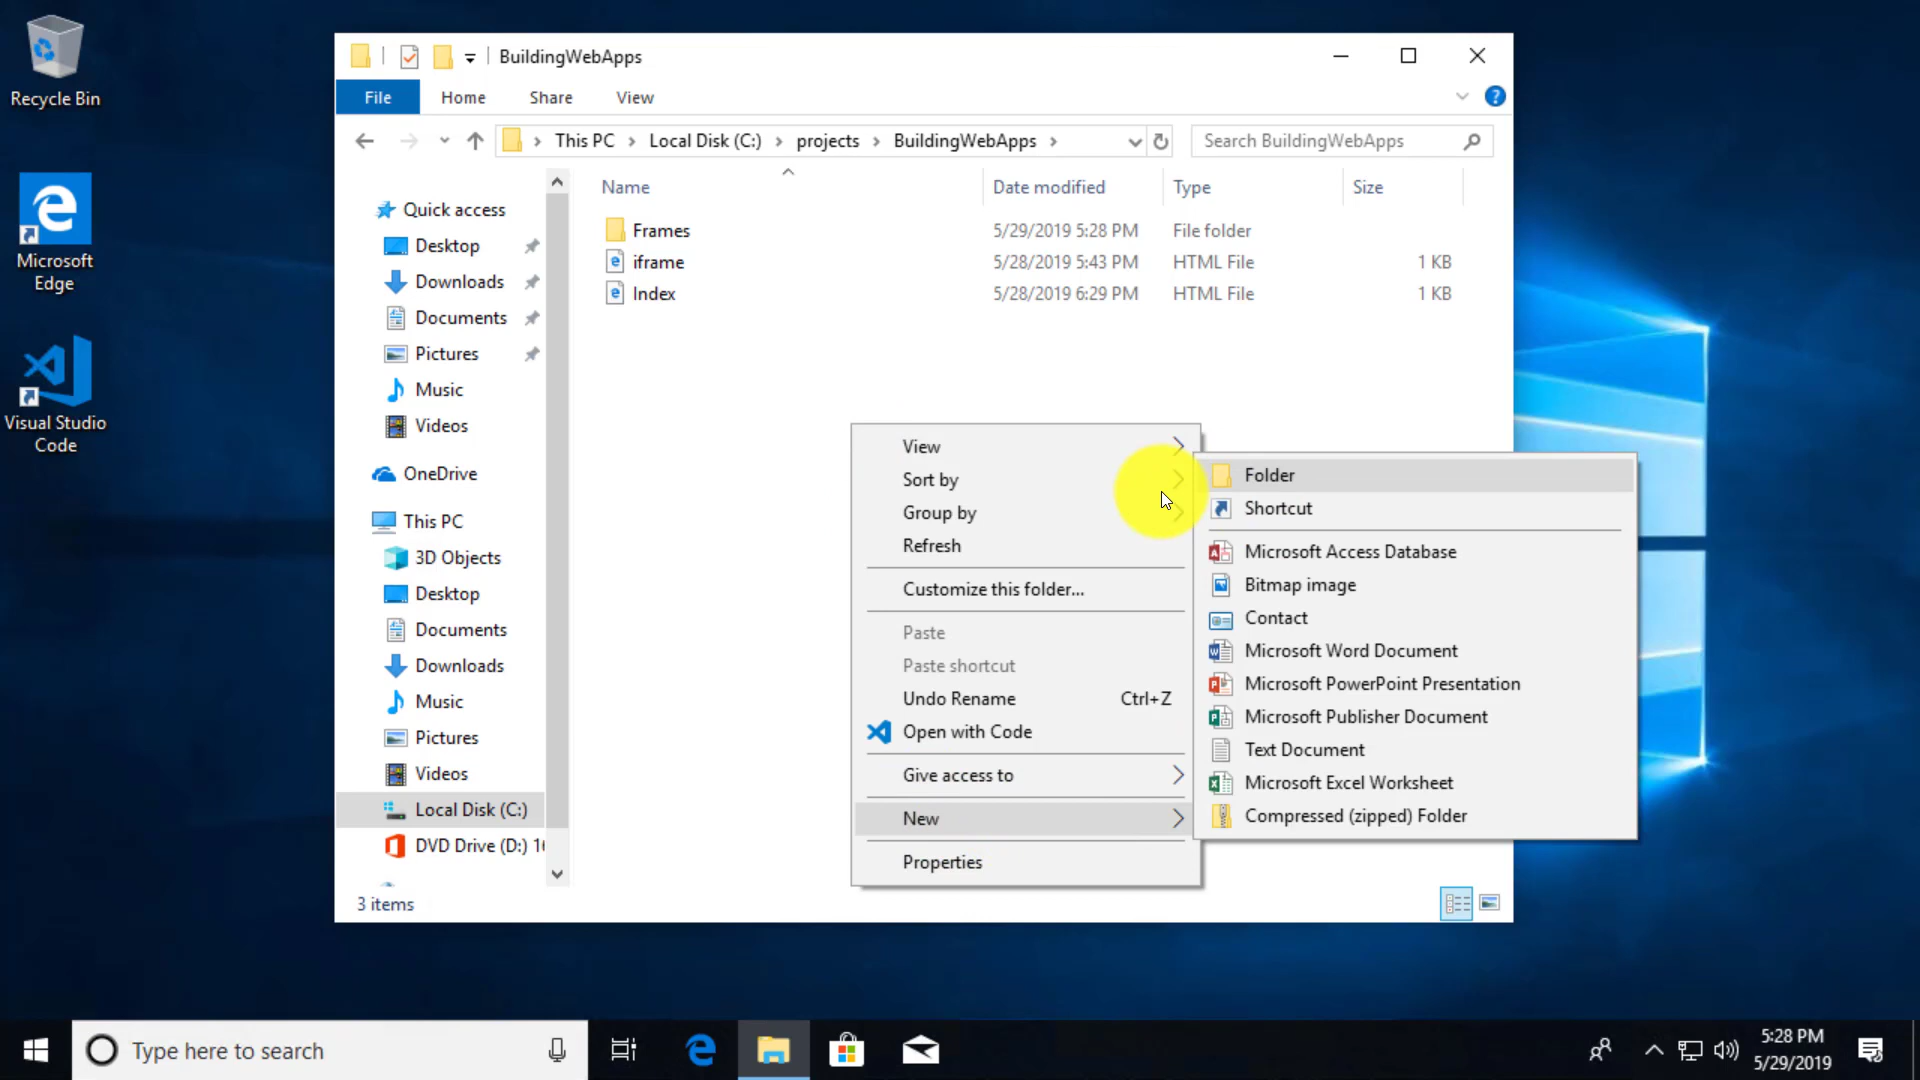 Recycle Bin
Microsoft
Edge
Visual Studio
Code
BuildingWebApps
File Home Share View
This PC Local Disk (C:) projects BuildingWebApps
Search BuildingWebApps
Quick access
Desktop
Downloads
Documents
Pictures
Music
Videos
OneDrive
This PC
3D Objects
Desktop
Documents
Downloads
Music
Pictures
Videos
Local Disk (C:)
DVD Drive (D:) 1
Name Date modified Type Size
Frames 5/29/2019 5:28 PM File folder
iframe 5/28/2019 5:43 PM HTML File 1 KB
Index 5/28/2019 6:29 PM HTML File 1 KB
View
Sort by
Group by
Refresh
Customize this folder...
Paste
Paste shortcut
Undo Rename Ctrl+Z
Open with Code
Give access to
New
Properties
Folder
Shortcut
Microsoft Access Database
Bitmap image
Contact
Microsoft Word Document
Microsoft PowerPoint Presentation
Microsoft Publisher Document
Text Document
Microsoft Excel Worksheet
Compressed (zipped) Folder
3 items
Type here to search
5:28 PM
5/29/2019